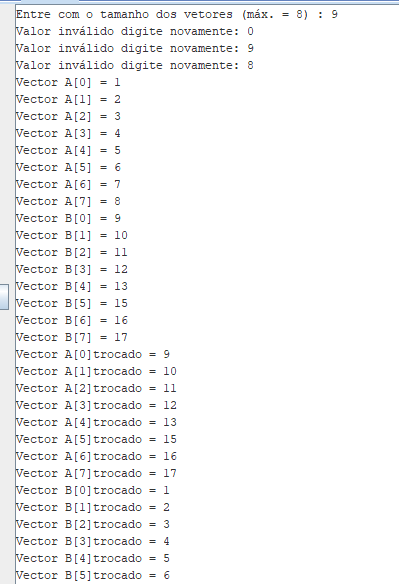 Entre com o tamanho dos vetores (máx. = 8) : 9
Valor inválido digite novamente: 0
Valor inválido digite novamente: 9
Valor inválido digite novamente: 8
Vector A[0] = 1
Vector A[1] = 2
Vector A[2] = 3
Vector A[3] = 4
Vector A[4] = 5
Vector A[5] = 6
Vector A[6] = 7
Vector A[7] = 8
Vector B[0] = 9
Vector B[1] = 10
Vector B[2] = 11
Vector B[3] = 12
Vector B[4] = 13
Vector B[5] = 15
Vector B[6] = 16
Vector B[7] = 17
Vector A[0]trocado = 9
Vector A[1]trocado = 10
Vector A[2]trocado = 11
Vector A[3]trocado = 12
Vector A[4]trocado = 13
Vector A[5]trocado = 15
Vector A[6]trocado = 16
Vector A[7]trocado = 17
Vector B[0]trocado = 1
Vector B[1]trocado = 2
Vector B[2]trocado = 3
Vector B[3]trocado = 4
Vector B[4]trocado = 5
Vector B[5]trocado = 6